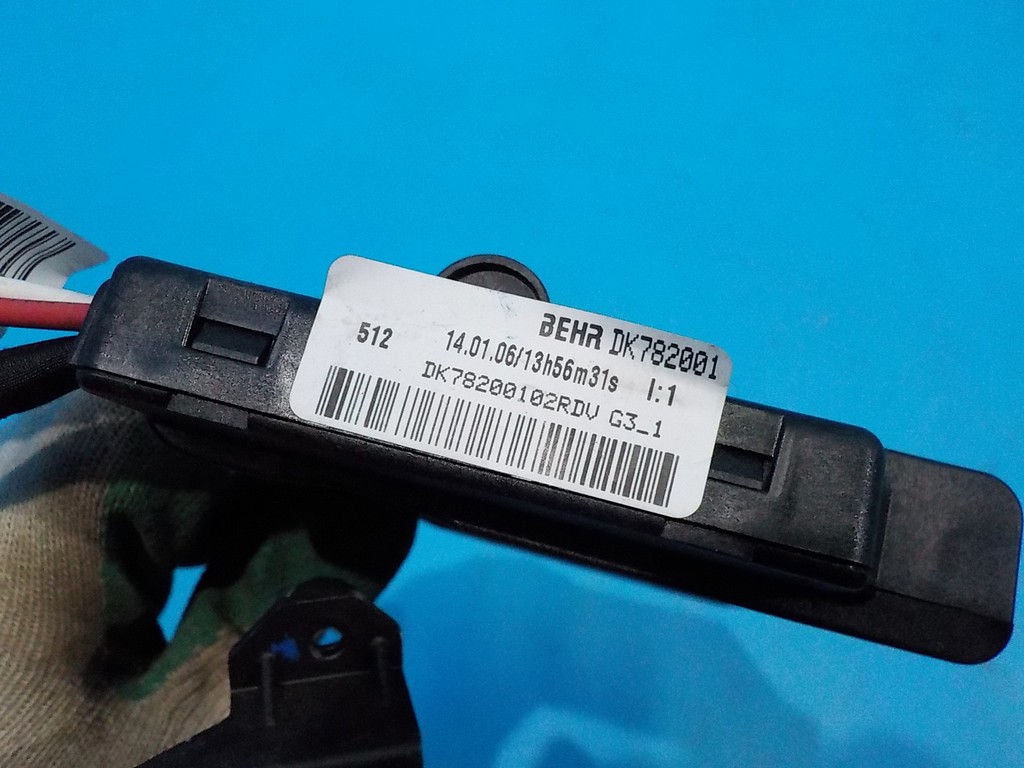 BEHR DK782001
512 14.01.06/13h56m31s I:1
DK78200102RDV G3_1